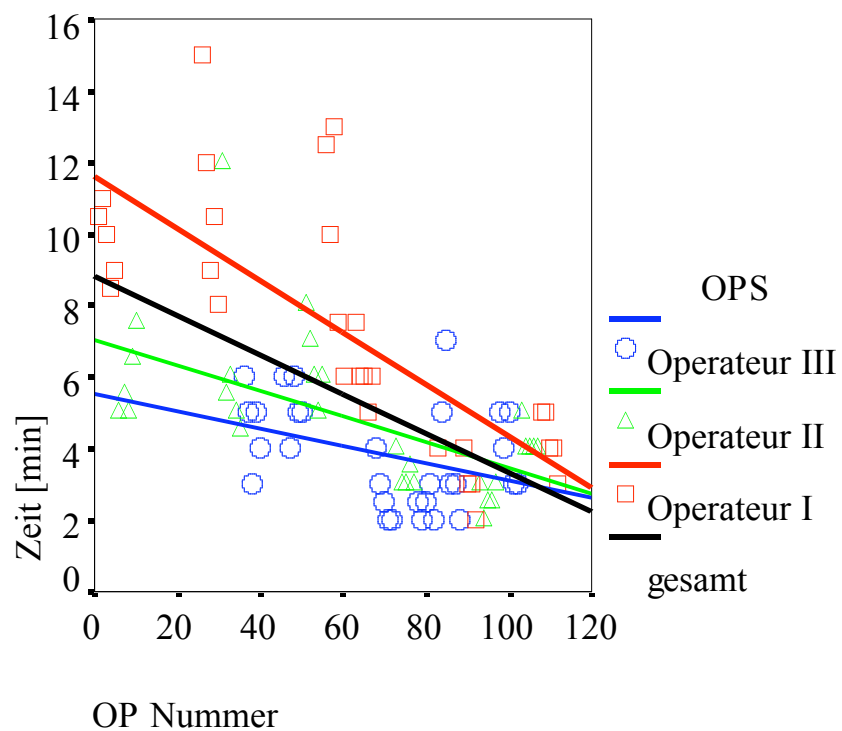 16
14
12
10
8
6
4
2
0
Zeit [min]
0 20 40 60 80 100 120
OP Nummer
OPS
Operateur III
Operateur II
Operateur I
gesamt